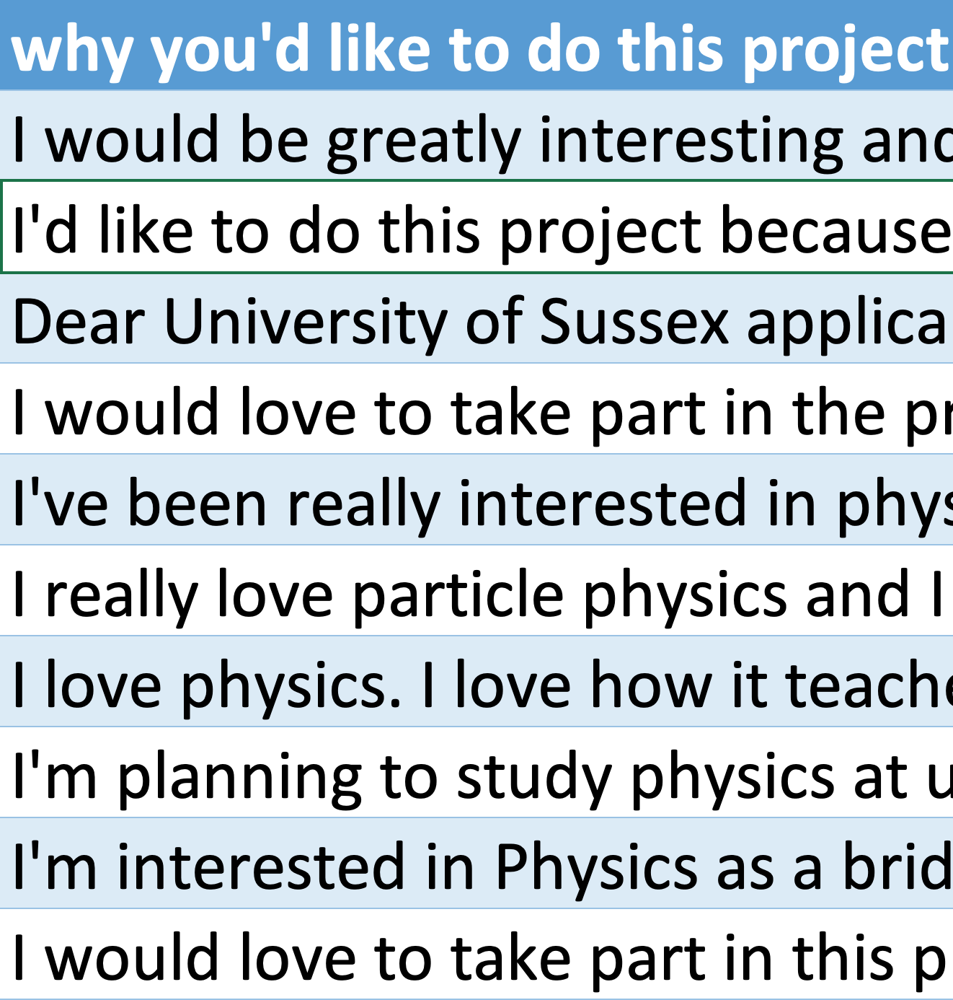 why you'd like to do this project
I would be greatly interesting and
I'd like to do this project because
Dear University of Sussex applica
I would love to take part in the pr
I've been really interested in phys
I really love particle physics and I
I love physics. I love how it teache
I'm planning to study physics at u
I'm interested in Physics as a brid
I would love to take part in this p